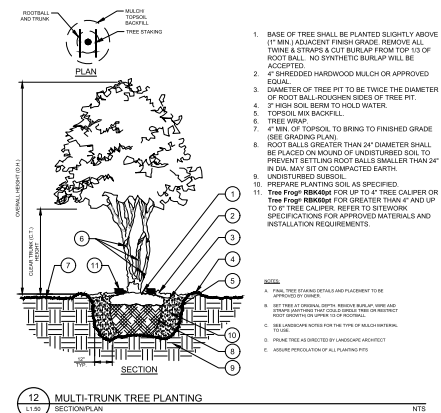 ROOTBALL
AND TRUNK
MULCH/
TOPSOIL
BACKFILL
TREE STAKING
PLAN
OVERALL HEIGHT (O.H.)
CLEAR TRUNK (C.T.)
HEIGHT
1
2
3
4
5
6
7
11
10
8
9
12"
TYP.
SECTION
1. BASE OF TREE SHALL BE PLANTED SLIGHTLY ABOVE
(1" MIN.) ADJACENT FINISH GRADE. REMOVE ALL
TWINE & STRAPS & CUT BURLAP FROM TOP 1/3 OF
ROOT BALL. NO SYNTHETIC BURLAP WILL BE
ACCEPTED.
2. 4" SHREDDED HARDWOOD MULCH OR APPROVED
EQUAL.
3. DIAMETER OF TREE PIT TO BE TWICE THE DIAMETER
OF ROOT BALL-ROUGHEN SIDES OF TREE PIT.
4. 3" HIGH SOIL BERM TO HOLD WATER.
5. TOPSOIL MIX BACKFILL.
6. TREE WRAP.
7. 4" MIN. OF TOPSOIL TO BRING TO FINISHED GRADE
(SEE GRADING PLAN).
8. ROOT BALLS GREATER THAN 24" DIAMETER SHALL
BE PLACED ON MOUND OF UNDISTURBED SOIL TO
PREVENT SETTLING ROOT BALLS SMALLER THAN 24"
IN DIA. MAY SIT ON COMPACTED EARTH.
9. UNDISTURBED SUBSOIL.
10. PREPARE PLANTING SOIL AS SPECIFIED.
11. Tree Frog® RBK40pt FOR UP TO 4" TREE CALIPER OR
Tree Frog® RBK60pt FOR GREATER THAN 4" AND UP
TO 6" TREE CALIPER. REFER TO SITEWORK
SPECIFICATIONS FOR APPROVED MATERIALS AND
INSTALLATION REQUIREMENTS.
NOTES:
A. FINAL TREE STAKING DETAILS AND PLACEMENT TO BE
APPROVED BY OWNER.
B. SET TREE AT ORIGINAL DEPTH. REMOVE BURLAP, WIRE AND
STRAPS (ANYTHING THAT COULD GIRDLE TREE OR RESTRICT
ROOT GROWTH) ON UPPER 1/3 OF ROOTBALL.
C. SEE LANDSCAPE NOTES FOR THE TYPE OF MULCH MATERIAL
TO USE.
D. PRUNE TREE AS DIRECTED BY LANDSCAPE ARCHITECT
E. ASSURE PERCOLATION OF ALL PLANTING PITS
12
L1.50
MULTI-TRUNK TREE PLANTING
SECTION/PLAN
NTS